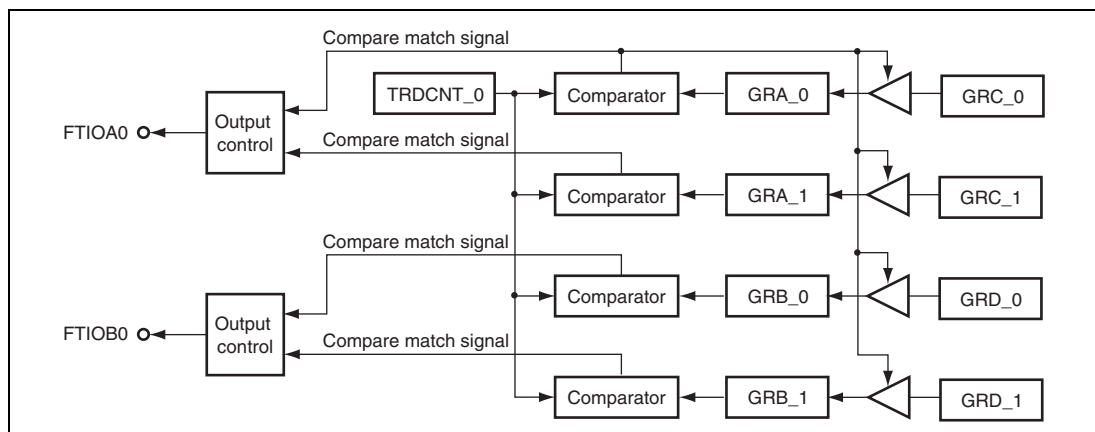 Compare match signal
TRDCNT_0
Comparator
GRA_0
GRC_0
FTIOA0
Output
control
Compare match signal
Comparator
GRA_1
GRC_1
Compare match signal
Comparator
GRB_0
GRD_0
FTIOB0
Output
control
Compare match signal
Comparator
GRB_1
GRD_1